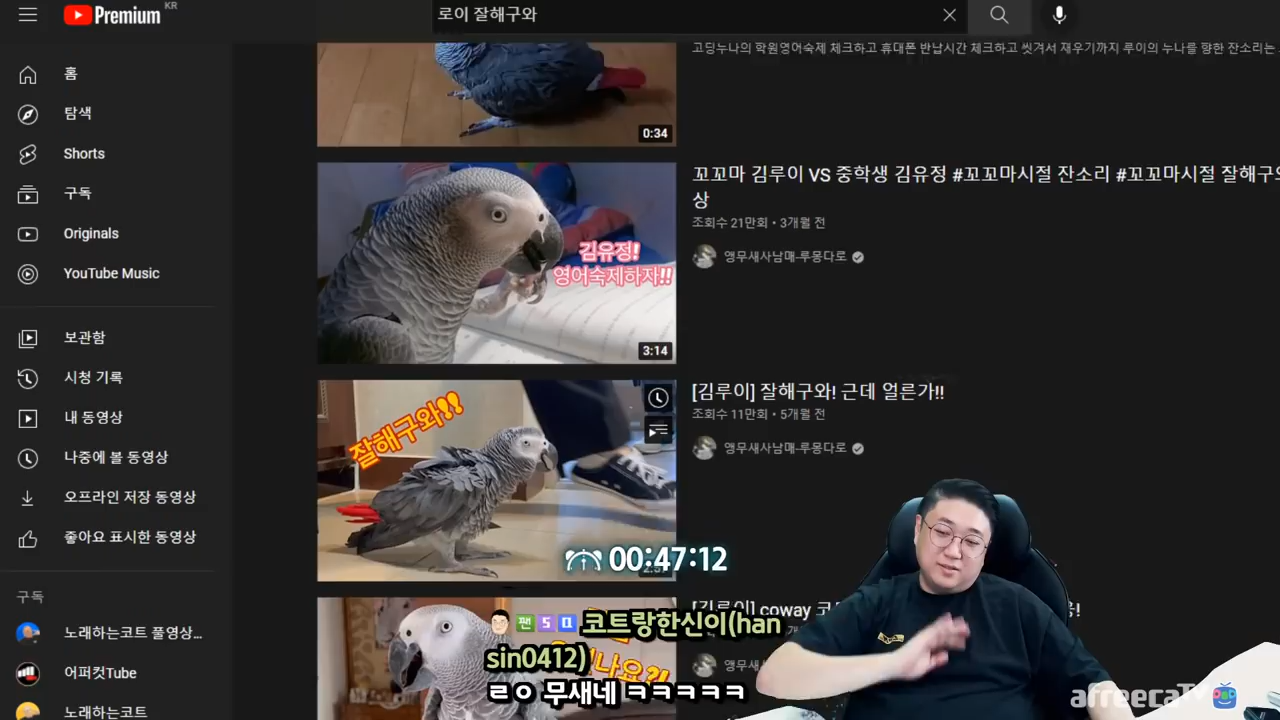 Premium KR
로이 잘해구와
홈
탐색
Shorts
구독
Originals
YouTube Music
보관함
시청 기록
내 동영상
나중에 볼 동영상
오프라인 저장 동영상
좋아요 표시한 동영상
구독
노래하는코트 풀영상...
어퍼컷Tube
노래하는코트
고딩누나의 학원영어숙제 체크하고 휴대폰 반납시간 체크하고 씻겨서 재우기까지 루이의 누나를 향한 잔소리는
0:34
김유정!
영어숙제하자!!
3:14
꼬꼬마 김루이 VS 중학생 김유정 #꼬꼬마시절 잔소리 #꼬꼬마시절 잘해구와
상
조회수 21만회 • 3개월 전
앵무새사남매-루몽다로
잘해구와!!
[김루이] 잘해구와! 근데 얼른가!!
조회수 11만회 • 5개월 전
앵무새사남매-루몽다로
00:47:12
[김루이] coway 코
팬 5 코트랑한신이(han
sin0412)
ㄹㅇ 무새네 ㅋㅋㅋㅋㅋ
앵무새사
afreecaTV